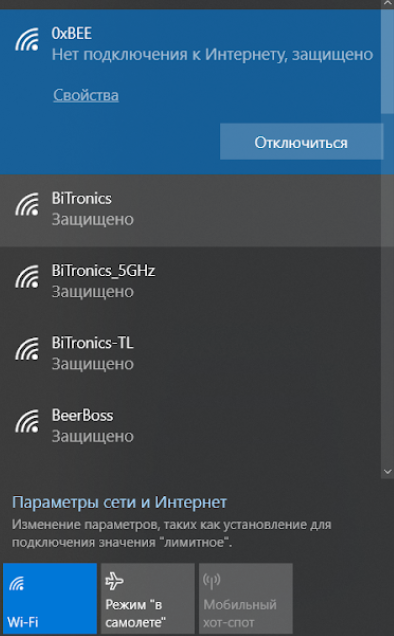 0xBEE
Нет подключения к Интернету, защищено
Свойства
Отключиться
BiTronics
Защищено
BiTronics_5GHz
Защищено
BiTronics-TL
Защищено
BeerBoss
Защищено
Параметры сети и Интернет
Изменение параметров, таких как установление для
подключения значения "лимитное".
Wi-Fi
Режим "в
самолете"
Мобильный
хот-спот